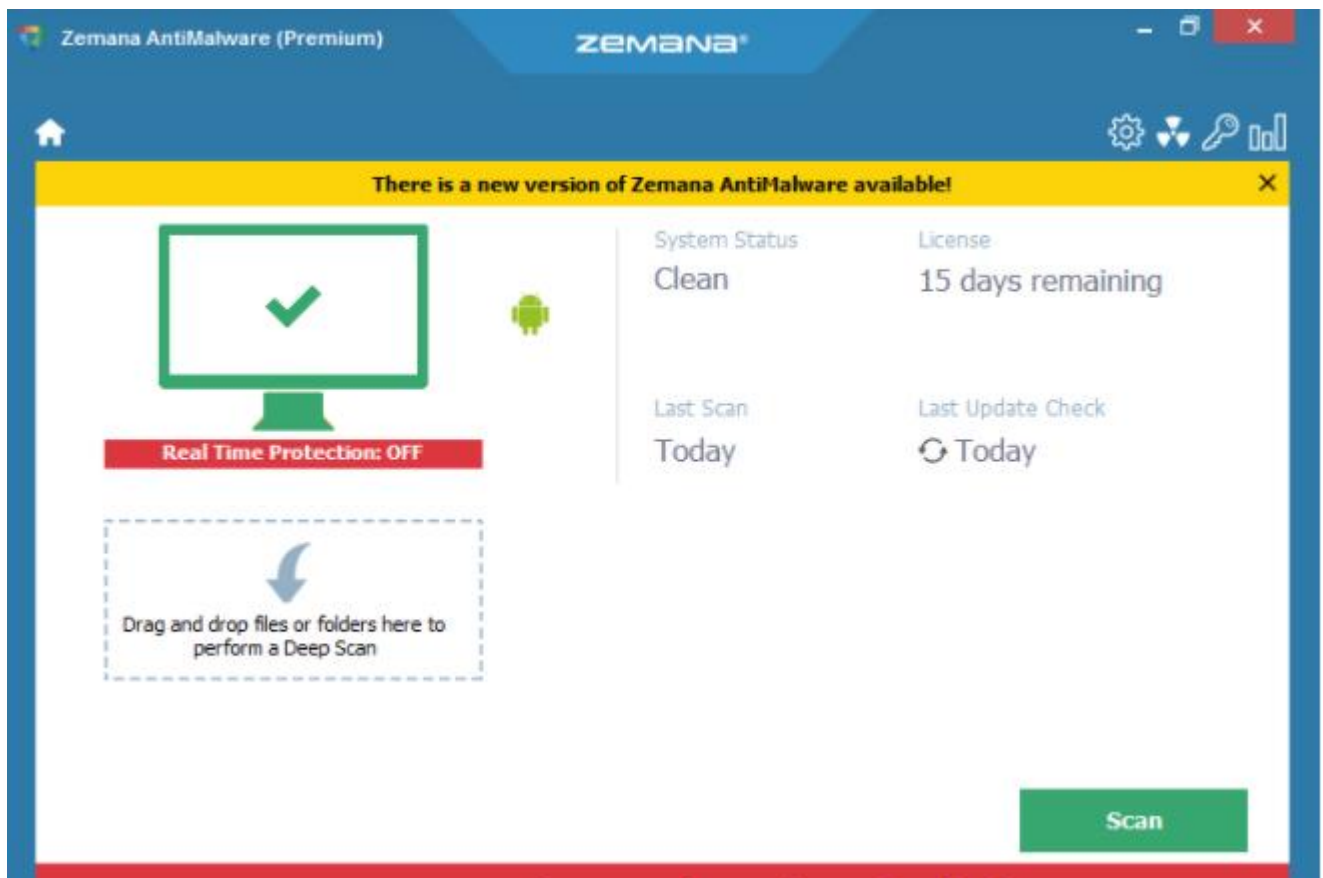 Zemana AntiMalware (Premium)
zemana®
There is a new version of Zemana AntiMalware available!
System Status
Clean
License
15 days remaining
Real Time Protection: OFF
Last Scan
Today
Last Update Check
Today
Drag and drop files or folders here to
perform a Deep Scan
Scan